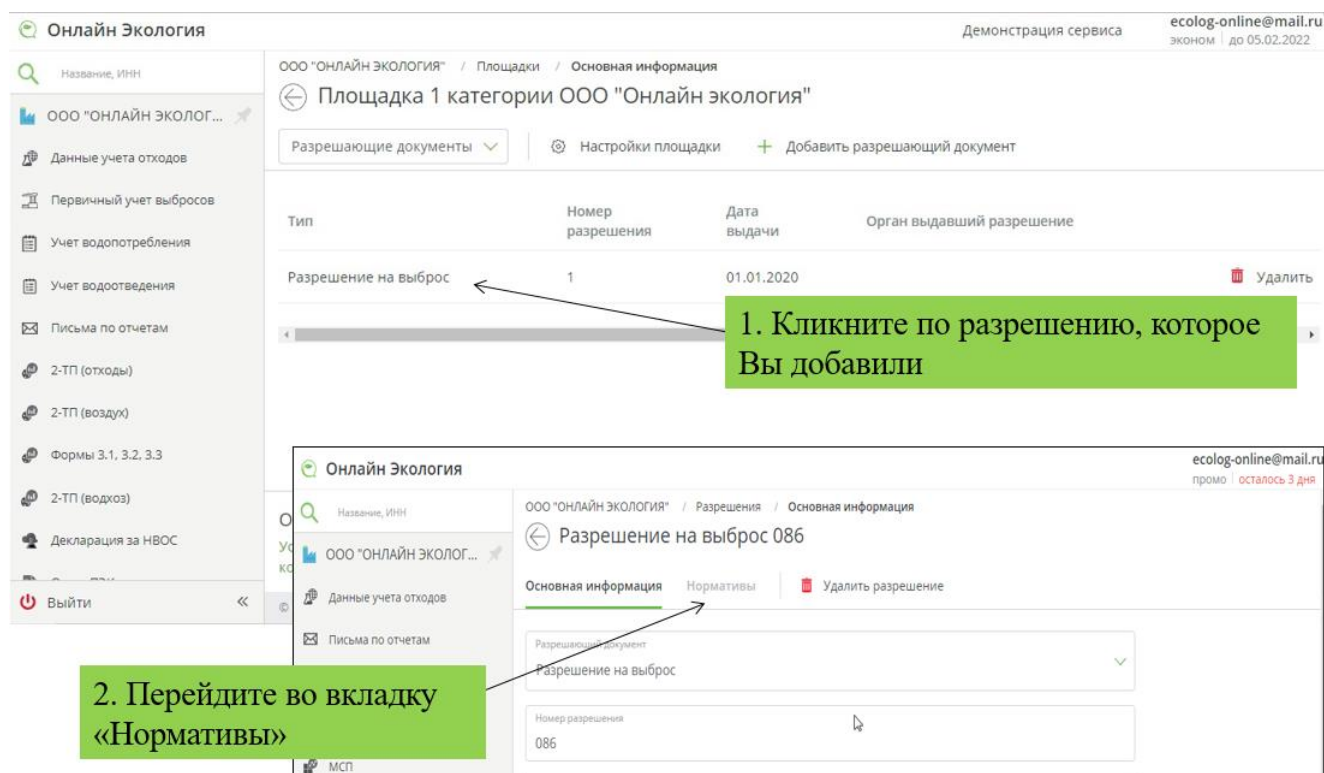 Онлайн Экология
Демонстрация сервиса
ecolog-online@mail.ru
эконом | до 05.02.2022
Название, ИНН
ООО "ОНЛАЙН ЭКОЛОГ...
Данные учета отходов
Первичный учет выбросов
Учет водопотребления
Учет водоотведения
Письма по отчетам
2-ТП (отходы)
2-ТП (воздух)
Формы 3.1, 3.2, 3.3
2-ТП (водхоз)
Декларация за НВОС
Выйти «
ООО "ОНЛАЙН ЭКОЛОГИЯ" / Площадки / Основная информация
Площадка 1 категории ООО "Онлайн экология"
Разрешающие документы
Настройки площадки
+ Добавить разрешающий документ
Тип
Номер разрешения
Дата выдачи
Орган выдавший разрешение
Разрешение на выброс 1 01.01.2020 Удалить
1. Кликните по разрешению, которое
Вы добавили
©
Онлайн Экология
ecolog-online@mail.ru
промо | осталось 3 дня
Название, ИНН
ООО "ОНЛАЙН ЭКОЛОГ...
Данные учета отходов
Письма по отчетам
МСП
ООО "ОНЛАЙН ЭКОЛОГИЯ" / Разрешения / Основная информация
Разрешение на выброс 086
Основная информация Нормативы Удалить разрешение
Разрешающий документ
Разрешение на выброс
Номер разрешения
086
2. Перейдите во вкладку
«Нормативы»